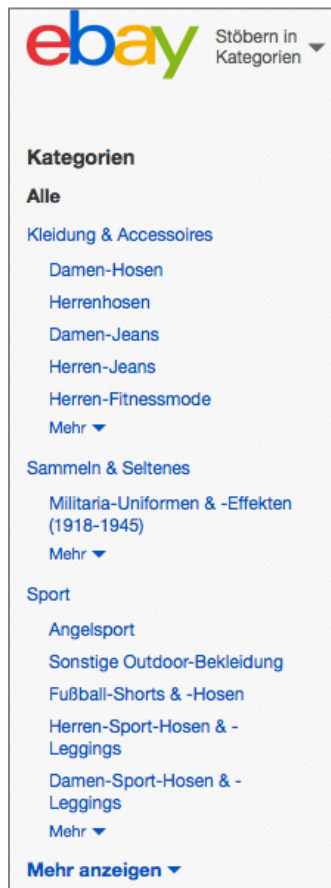 ebay
Stöbern in
Kategorien
Kategorien
Alle
Kleidung & Accessoires
Damen-Hosen
Herrenhosen
Damen-Jeans
Herren-Jeans
Herren-Fitnessmode
Mehr
Sammeln & Seltenes
Militaria-Uniformen & -Effekten
(1918-1945)
Mehr
Sport
Angelsport
Sonstige Outdoor-Bekleidung
Fußball-Shorts & -Hosen
Herren-Sport-Hosen & -
Leggings
Damen-Sport-Hosen & -
Leggings
Mehr
Mehr anzeigen